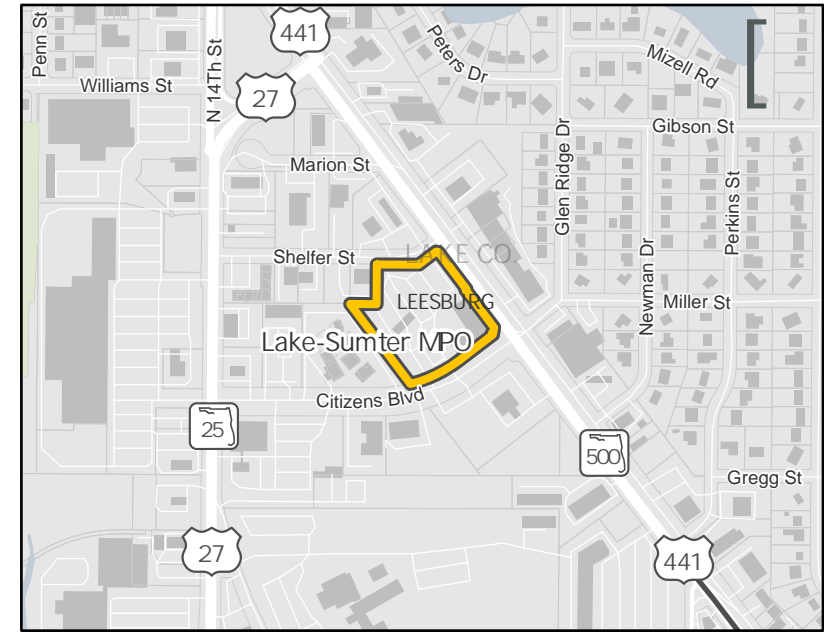 Penn St
441
Peters Dr
Mizell Rd
Williams St
N 14Th St
27
Gibson St
Marion St
Glen Ridge Dr
Perkins St
Shelfer St
LAKE CO.
Newman Dr
LEESBURG
Miller St
Lake-Sumter MPO
Citizens Blvd
25
500
Gregg St
27
441